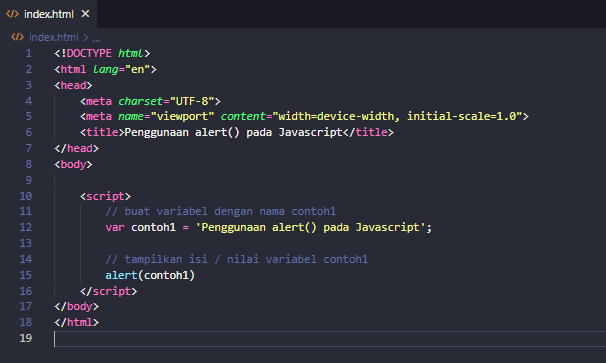 index.html ×
index.html > ...
1 <!DOCTYPE html>
2 <html lang="en">
3 <head>
4 <meta charset="UTF-8">
5 <meta name="viewport" content="width=device-width, initial-scale=1.0">
6 <title>Penggunaan alert() pada Javascript</title>
7 </head>
8 <body>
9
10 <script>
11 // buat variabel dengan nama contoh1
12 var contoh1 = 'Penggunaan alert() pada Javascript';
13
14 // tampilkan isi / nilai variabel contoh1
15 alert(contoh1)
16 </script>
17 </body>
18 </html>
19